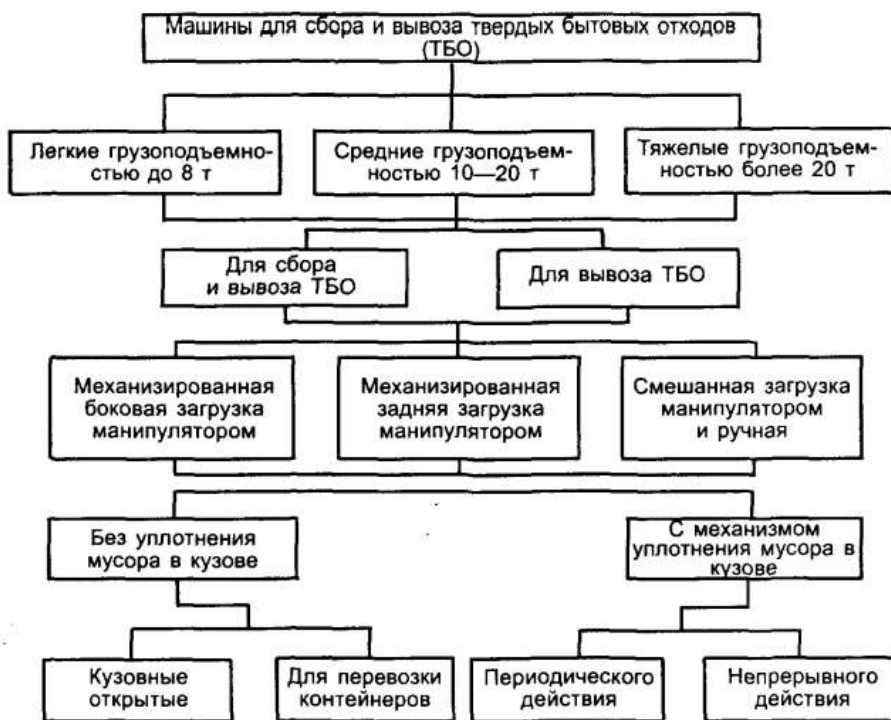 Машины для сбора и вывоза твердых бытовых отходов
(ТБО)
Легкие грузоподъемно-
стью до 8 т
Средние грузоподъем-
ностью 10—20 т
Тяжелые грузоподъем-
ностью более 20 т
Для сбора
и вывоза ТБО
Для вывоза ТБО
Механизированная
боковая загрузка
манипулятором
Механизированная
задняя загрузка
манипулятором
Смешанная загрузка
манипулятором
и ручная
Без уплотнения
мусора в кузове
С механизмом
уплотнения мусора в
кузове
Кузовные
открытые
Для перевозки
контейнеров
Периодического
действия
Непрерывного
действия